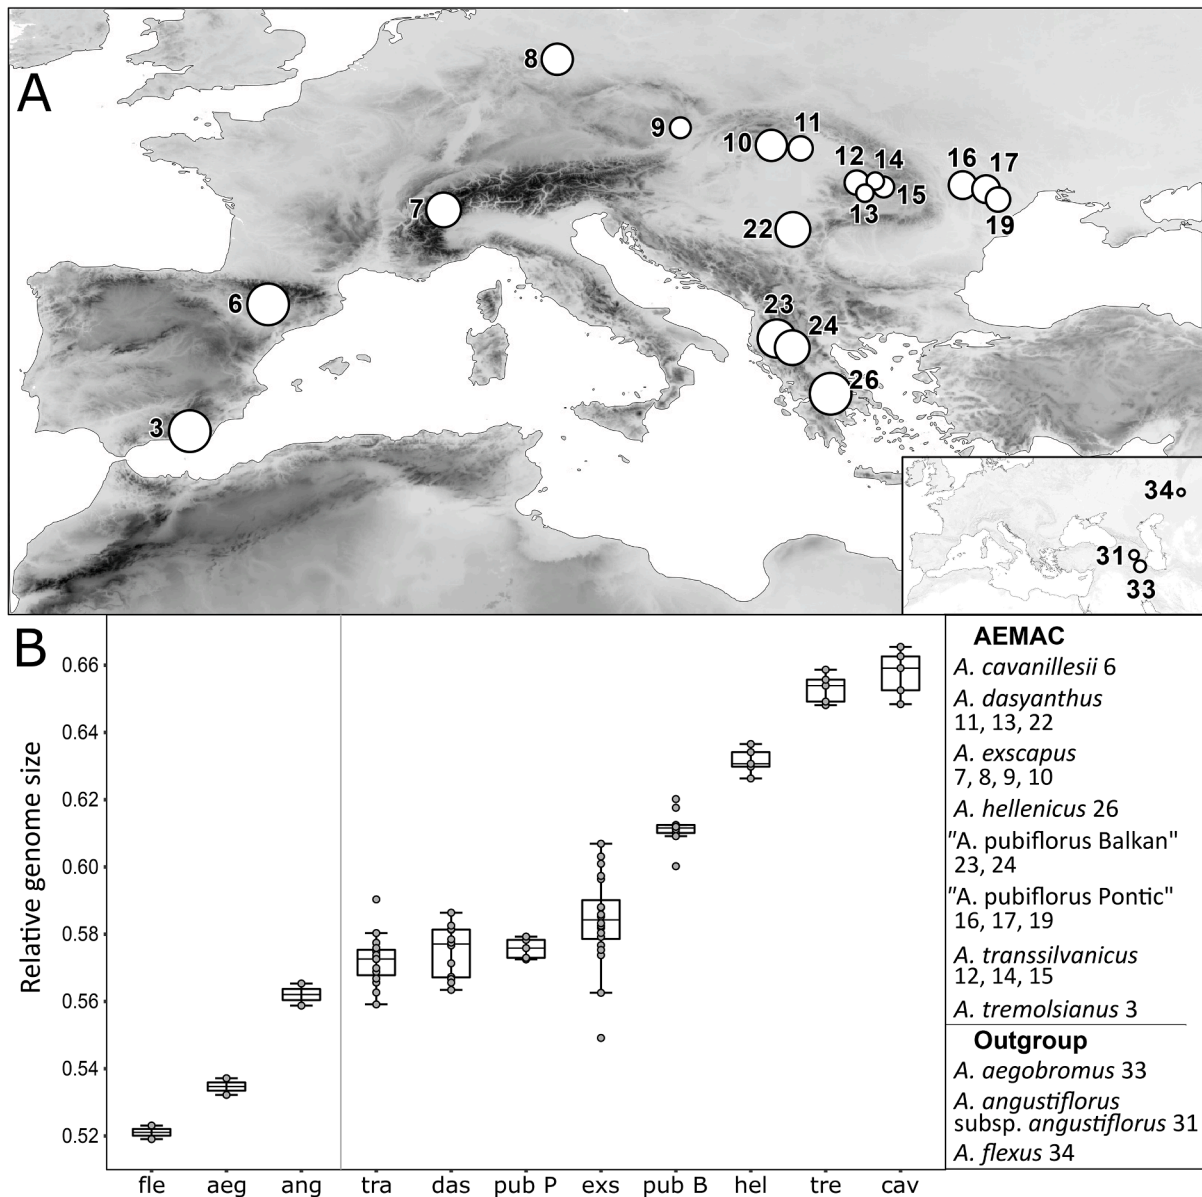 A
8
9
10
11
12
14
13
15
16
17
19
7
22
6
23
24
26
3
34
31
33
B
Relative genome size
0.66
0.64
0.62
0.60
0.58
0.56
0.54
0.52
fle aeg ang tra das pub P exs pub B hel tre cav
AEMAC
A. cavanillesii 6
A. dasyanthus
11, 13, 22
A. exscapus
7, 8, 9, 10
A. hellenicus 26
"A. pubiflorus Balkan"
23, 24
"A. pubiflorus Pontic"
16, 17, 19
A. transsilvanicus
12, 14, 15
A. tremolsianus 3
Outgroup
A. aegobromus 33
A. angustiflorus
subsp. angustiflorus 31
A. flexus 34